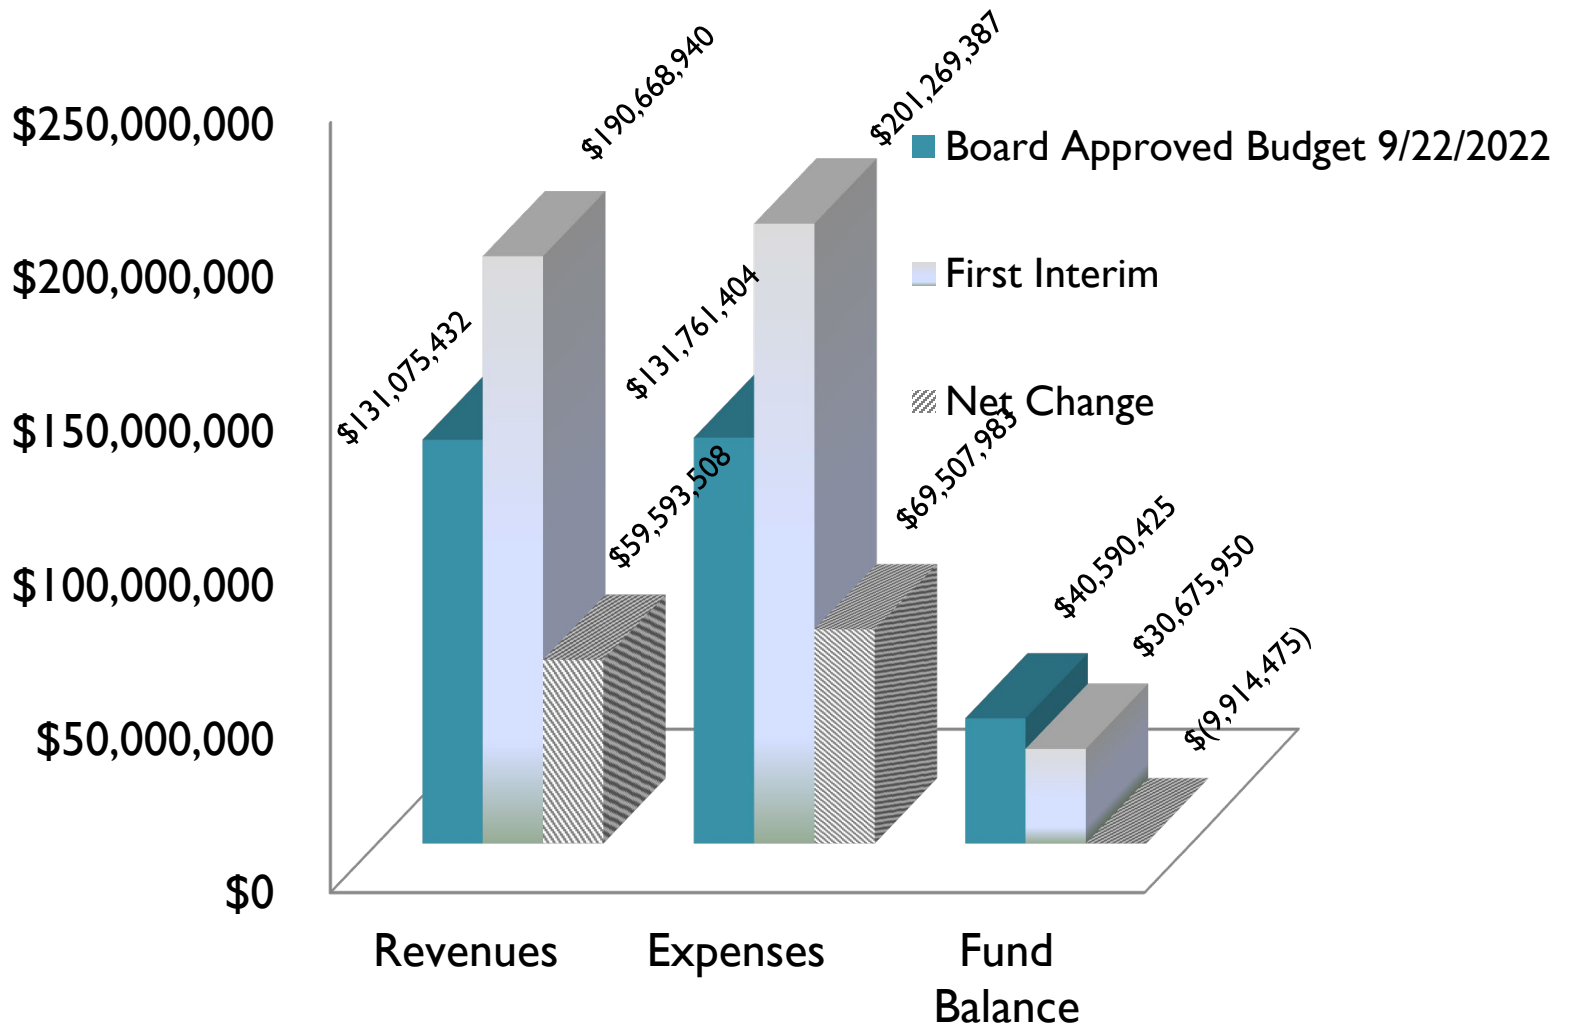 $250,000,000
$200,000,000
$150,000,000
$100,000,000
$50,000,000
$0
$131,075,432
$190,668,940
$59,593,508
$131,761,404
$201,269,387
$69,507,983
$40,590,425
$30,675,950
$(9,914,475)
Revenues
Expenses
Fund
Balance
Board Approved Budget 9/22/2022
First Interim
Net Change